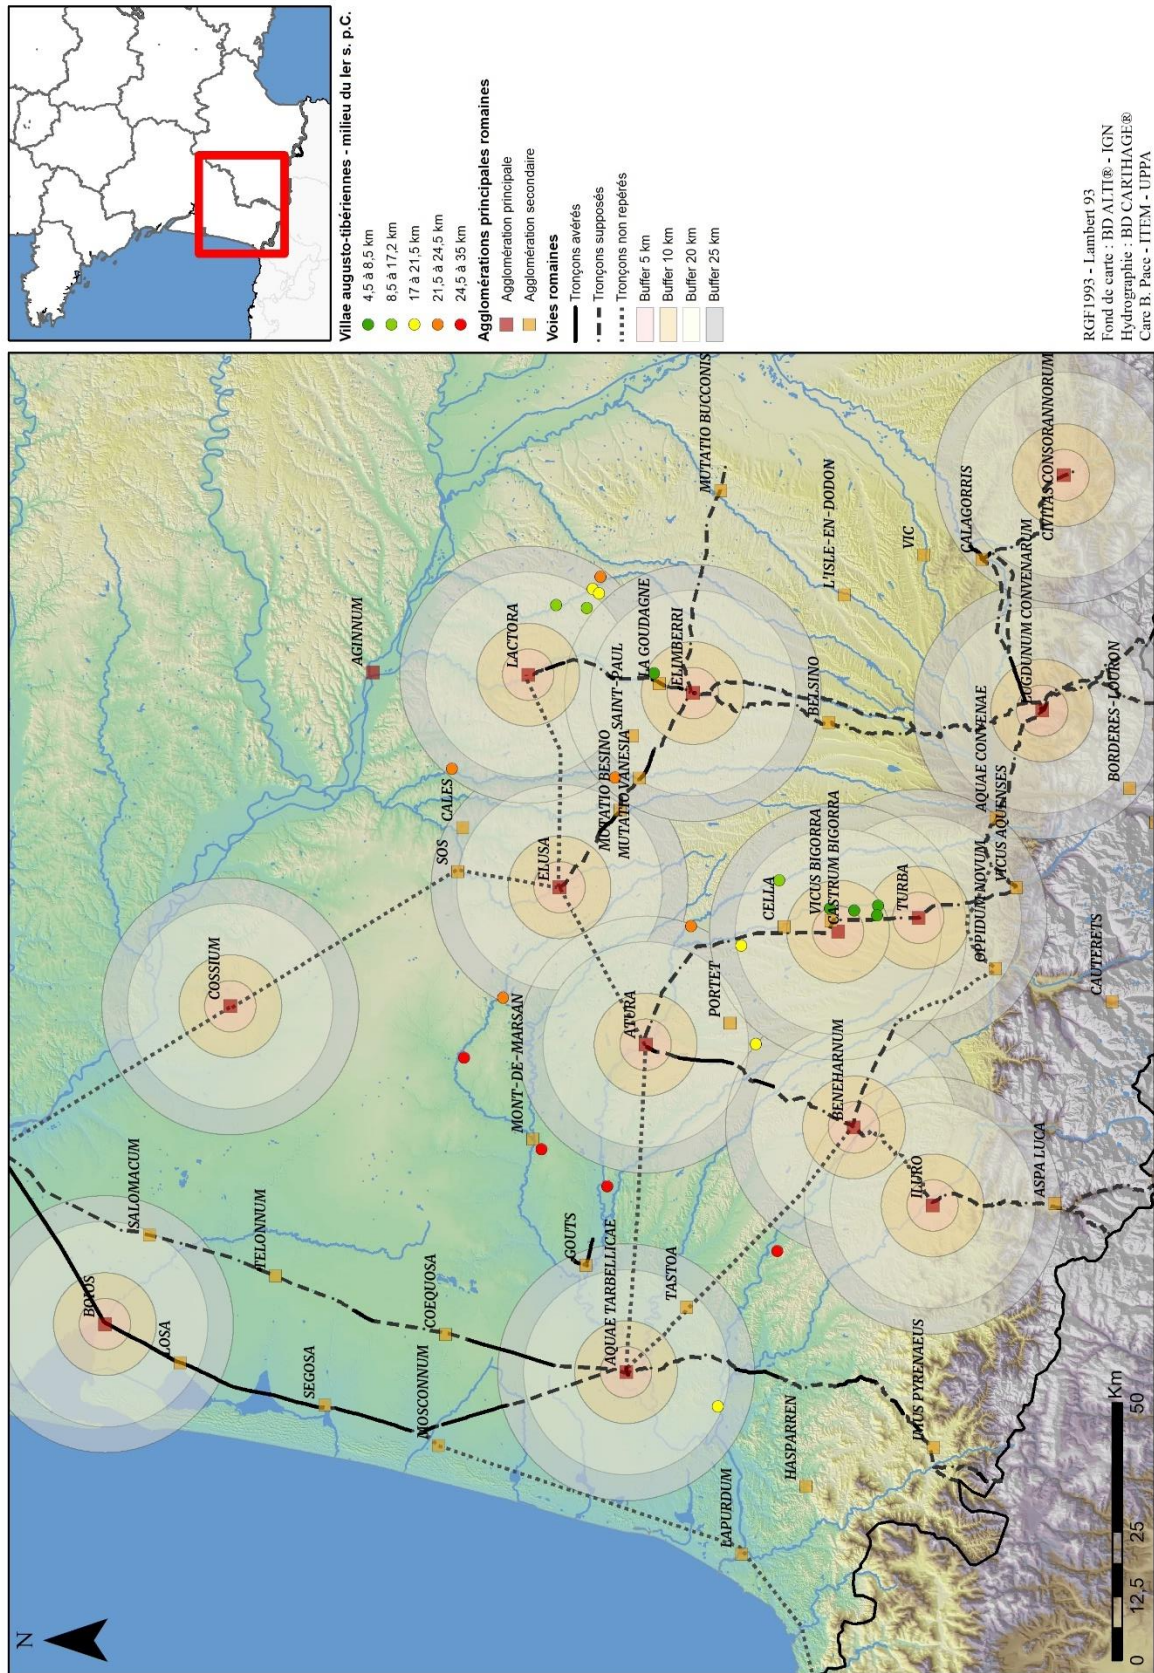 N
BOIOS
LOSA
SALOMACUM
SEGOSA
TELONNUM
MOSCONNUM
COEQUOSA
COSSIUM
MONT-DE-MARSAN
GOUTS
AQUAE TARBELLICAE
TASTOA
LAPURDUM
HASPARREN
IMUS PYRENAEUS
SOS
CALES
AGINNUM
ELUSA
LACTORA
ATURA
PORTET
MUTATIO BESINO
MUTATIO VANESIA
SAINT-PAUL
LA GOUDAGNE
ELIMBERRI
MUTATIO BUCCONIS
CELLA
VICUS BIGORRA
CASTRUM BIGORRA
TURBA
BELSINO
L'ISLE-EN-DODON
VIC
CALAGORRIS
BENEHARNUM
ILURO
ASPA LUCA
OPPIDUM NOVUM
VICUS AQUENSES
AQUAE CONVENAE
LUGDUNUM CONVENARUM
CIVITAS CONSORANNORUM
CAUTERETS
BORDERES-LOURON
0 12,5 25 50
Km
Villae augusto-tibériennes - milieu du Ier s. p.C.
4,5 à 8,5 km
8,5 à 17,2 km
17 à 21,5 km
21,5 à 24,5 km
24,5 à 35 km
Agglomérations principales romaines
Agglomération principale
Agglomération secondaire
Voies romaines
Tronçons avérés
Tronçons supposés
Tronçons non repérés
Buffer 5 km
Buffer 10 km
Buffer 20 km
Buffer 25 km
RGF1993 - Lambert 93
Fond de carte : BD ALTI® - IGN
Hydrographie : BD CARTHAGE®
Carte B. Pace - ITEM - UPPA